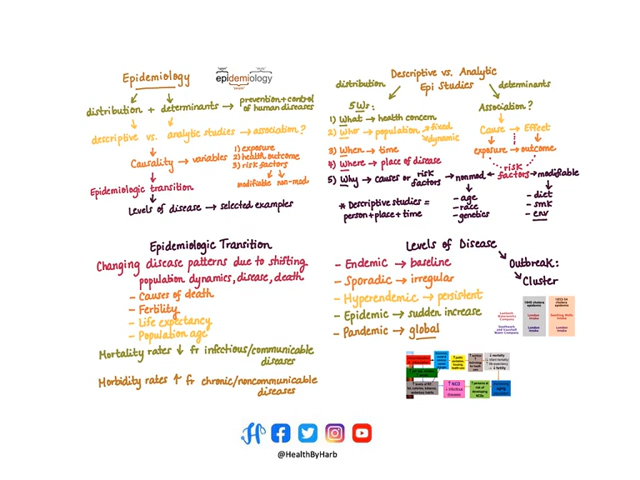 Epidemiology
epidemiology
distribution + determinants → prevention + control of human diseases
descriptive vs. analytic studies → association?
Causality → variables
1) exposure
2) health outcome
3) risk factors
modifiable non-mod
Epidemiologic transition
Levels of disease → selected examples
Descriptive vs. Analytic
Epi Studies
distribution
determinants
5 Ws:
1) What → health concern
2) Who → population
- fixed
- dynamic
3) When → time
4) Where → place of disease
5) Why → causes or risk factors → nonmod ← factors → modifiable
- age
- race
- genetics
- diet
- smk
- env
* Descriptive studies =
person + place + time
Association?
Cause → Effect
exposure → outcome
risk
Epidemiologic Transition
Changing disease patterns due to shifting
population dynamics, disease, death
- Causes of death
- Fertility
- Life expectancy
- Population age
Mortality rates ↓ fr infectious/communicable
diseases
Morbidity rates ↑ fr chronic/noncommunicable
diseases
Levels of Disease
- Endemic → baseline
- Sporadic → irregular
- Hyperendemic → persistent
- Epidemic → sudden increase
- Pandemic → global
Outbreak:
Cluster
@HealthByHarb